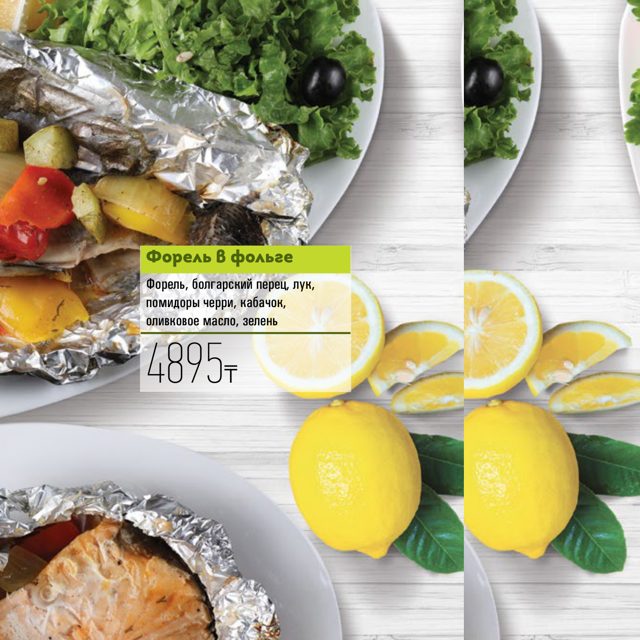 Форель в фольге
Форель, болгарский перец, лук,
помидоры черри, кабачок,
оливковое масло, зелень
4895₸